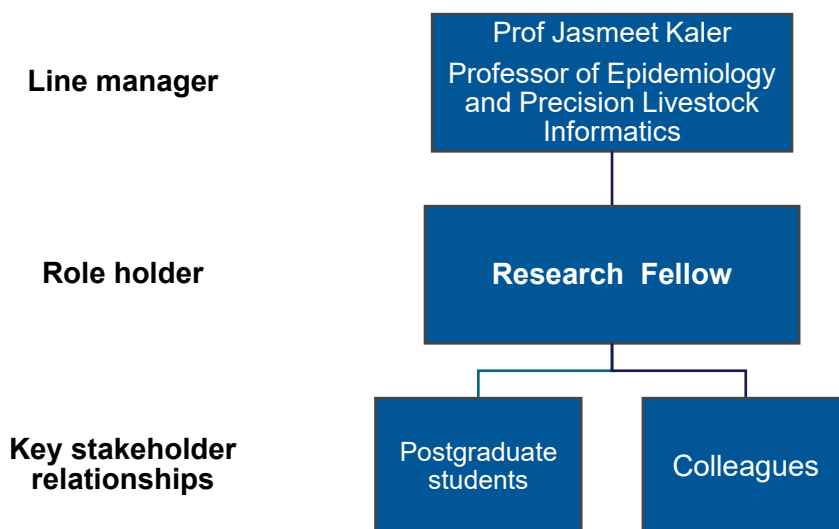 Line manager
Prof Jasmeet Kaler
Professor of Epidemiology
and Precision Livestock
Informatics
Role holder
Research Fellow
Key stakeholder
relationships
Postgraduate
students
Colleagues